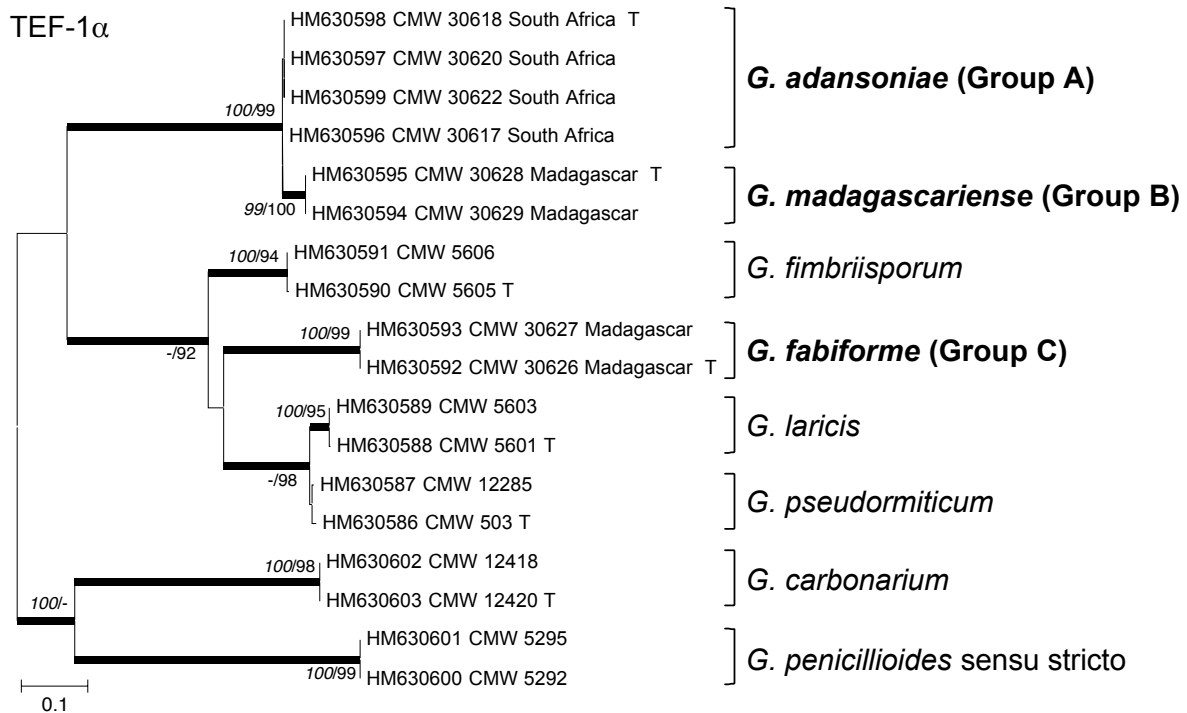 TEF-1α
HM630598 CMW 30618 South Africa T
HM630597 CMW 30620 South Africa
HM630599 CMW 30622 South Africa
HM630596 CMW 30617 South Africa
100/99
G. adansoniae (Group A)
HM630595 CMW 30628 Madagascar T
HM630594 CMW 30629 Madagascar
99/100
G. madagascariense (Group B)
HM630591 CMW 5606
HM630590 CMW 5605 T
100/94
G. fimbriisporum
-/92
HM630593 CMW 30627 Madagascar
HM630592 CMW 30626 Madagascar T
100/99
G. fabiforme (Group C)
HM630589 CMW 5603
HM630588 CMW 5601 T
100/95
G. laricis
-/98
HM630587 CMW 12285
HM630586 CMW 503 T
G. pseudormiticum
HM630602 CMW 12418
HM630603 CMW 12420 T
100/98
G. carbonarium
100/-
HM630601 CMW 5295
HM630600 CMW 5292
100/99
G. penicillioides sensu stricto
0.1